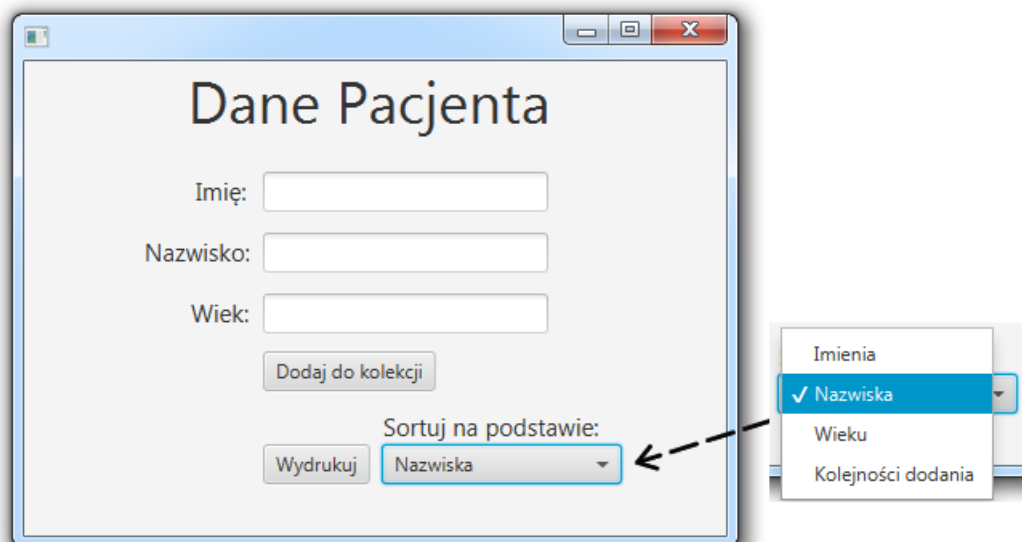 Dane Pacjenta
Imię:
Nazwisko:
Wiek:
Dodaj do kolekcji
Sortuj na podstawie:
Wydrukuj
Nazwiska
Imienia
✓ Nazwiska
Wieku
Kolejności dodania